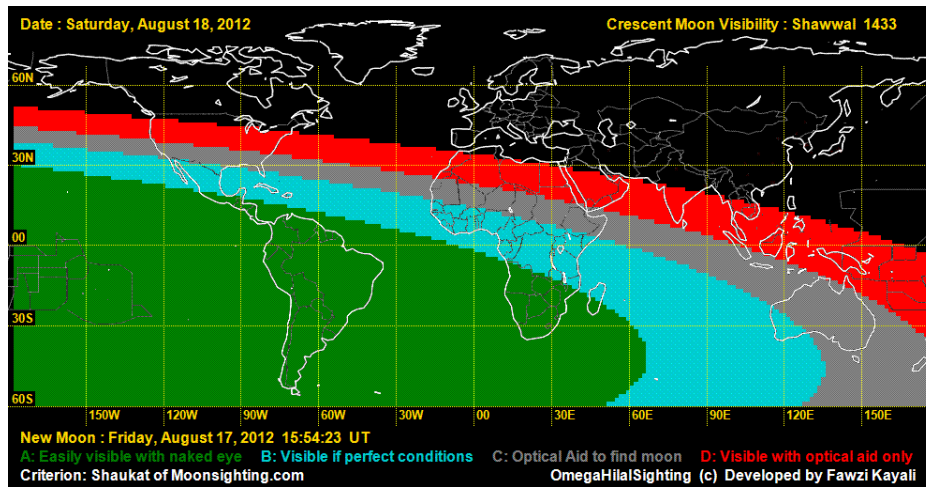 Date : Saturday, August 18, 2012
Crescent Moon Visibility : Shawwal 1433
60N
30N
00
30S
60S
150W 120W 90W 60W 30W 00 30E 60E 90E 120E 150E
New Moon : Friday, August 17, 2012 15:54:23 UT
A: Easily visible with naked eye B: Visible if perfect conditions C: Optical Aid to find moon D: Visible with optical aid only
Criterion: Shaukat of Moonsighting.com
OmegaHilalSighting (c) Developed by Fawzi Kayali